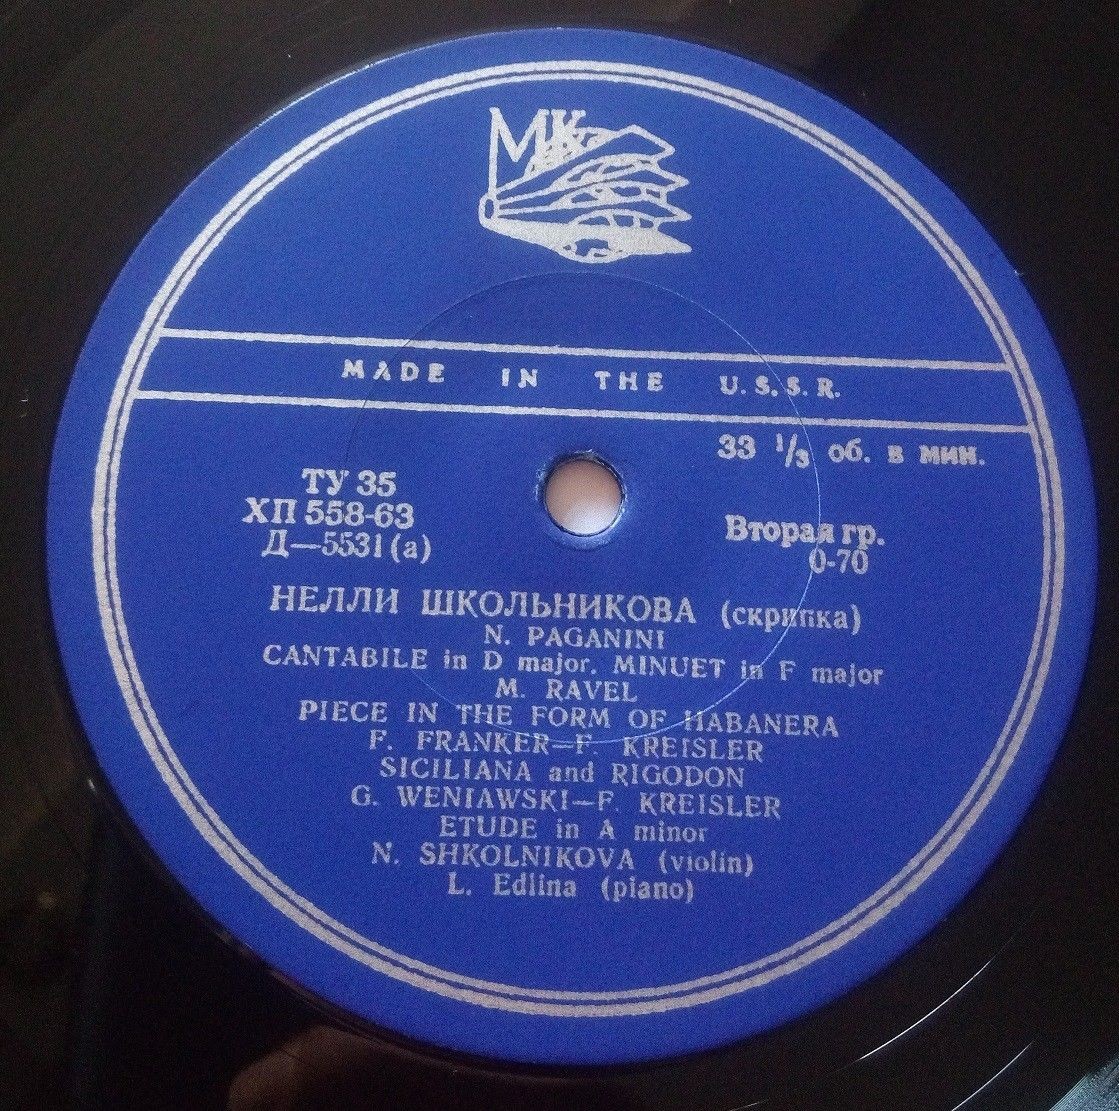 МК
MADE IN THE U.S.S.R.
33 1/3 об. в мин.
ТУ 35
ХП 558-63
Д—5531(а)
Вторая гр.
0-70
НЕЛЛИ ШКОЛЬНИКОВА (скрипка)
N. PAGANINI
CANTABILE in D major. MINUET in F major
M. RAVEL
PIECE IN THE FORM OF HABANERA
F. FRANKER—F. KREISLER
SICILIANA and RIGODON
G. WENIAWSKI—F. KREISLER
ETUDE in A minor
N. SHKOLNIKOVA (violin)
L. Edlina (piano)